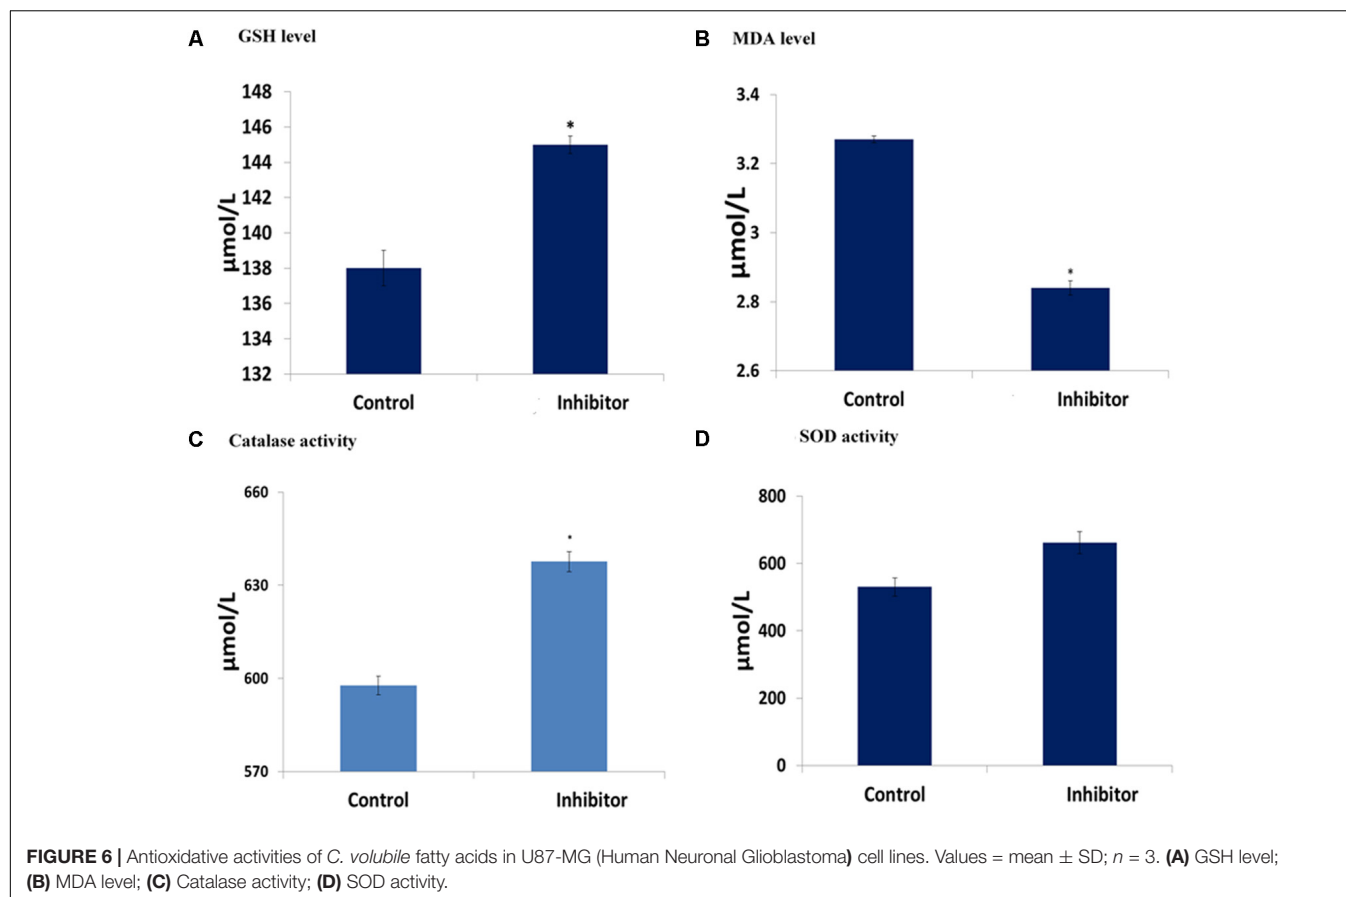 A GSH level
148
146
144
142
140
138
136
134
132
µmol/L
*
Control Inhibitor
B MDA level
3.4
3.2
3
2.8
2.6
µmol/L
*
Control Inhibitor
C Catalase activity
660
630
600
570
µmol/L
*
Control Inhibitor
D SOD activity
800
600
400
200
0
µmol/L
Control Inhibitor
FIGURE 6 | Antioxidative activities of C. volubile fatty acids in U87-MG (Human Neuronal Glioblastoma) cell lines. Values = mean ± SD; n = 3. (A) GSH level;
(B) MDA level; (C) Catalase activity; (D) SOD activity.